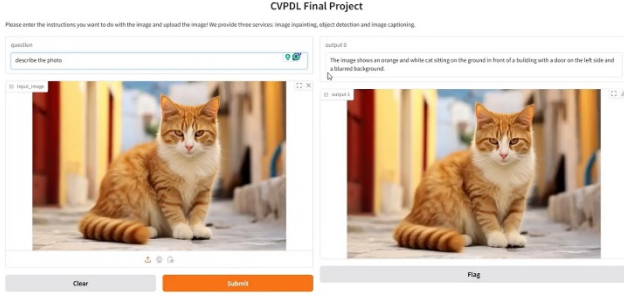 CVPDL Final Project
Please enter the instructions you want to do with the image and upload the image! We provide three services: image inpainting, object detection and image captioning.
question
describe the photo
input_image
Clear
Submit
output 0
The image shows an orange and white cat sitting on the ground in front of a building with a door on the left side and
a blurred background.
output 1
Flag